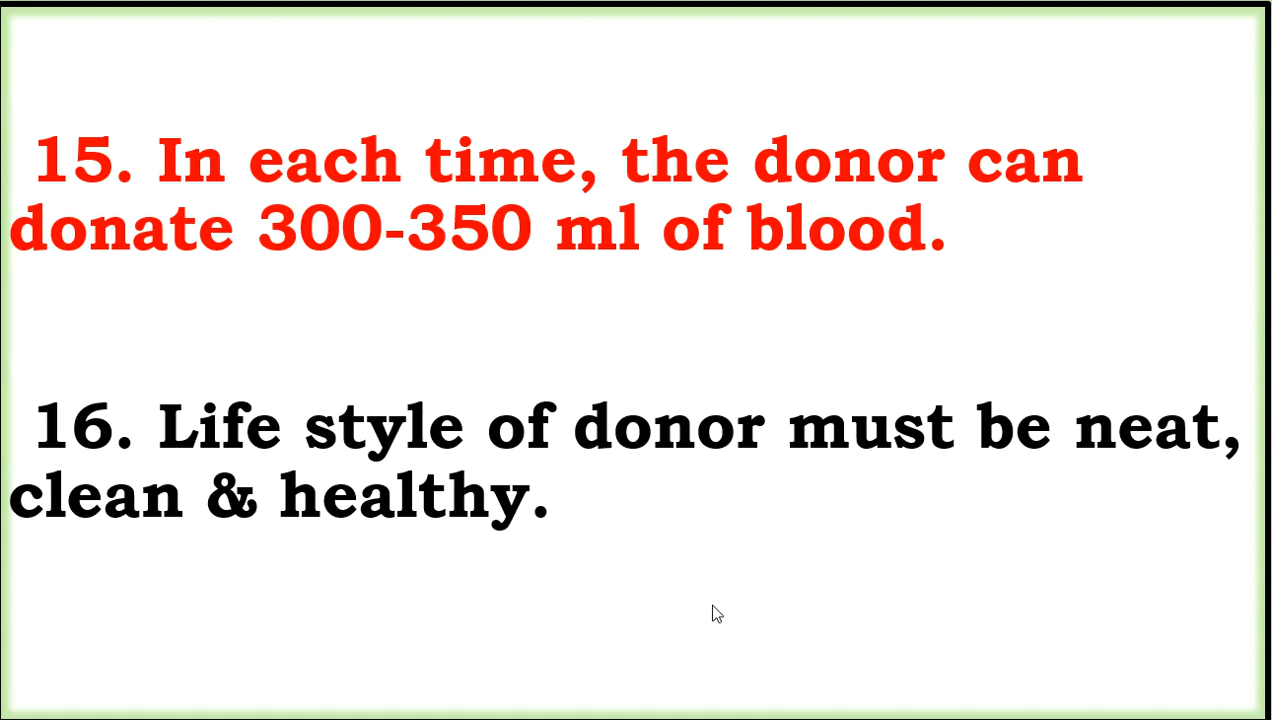 15. In each time, the donor can
donate 300-350 ml of blood.
16. Life style of donor must be neat,
clean & healthy.